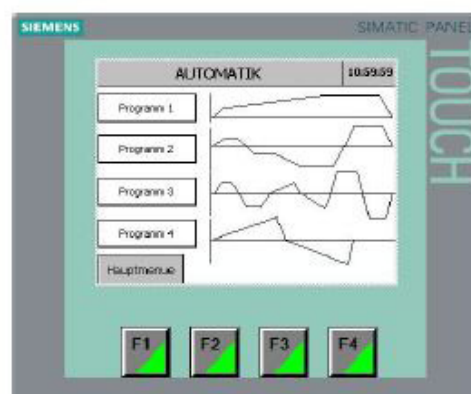 SIEMENS
SIMATIC PANEL
TOUCH
AUTOMATIK
10:59:59
Programm 1
Programm 2
Programm 3
Programm 4
Hauptmenue
F1 F2 F3 F4